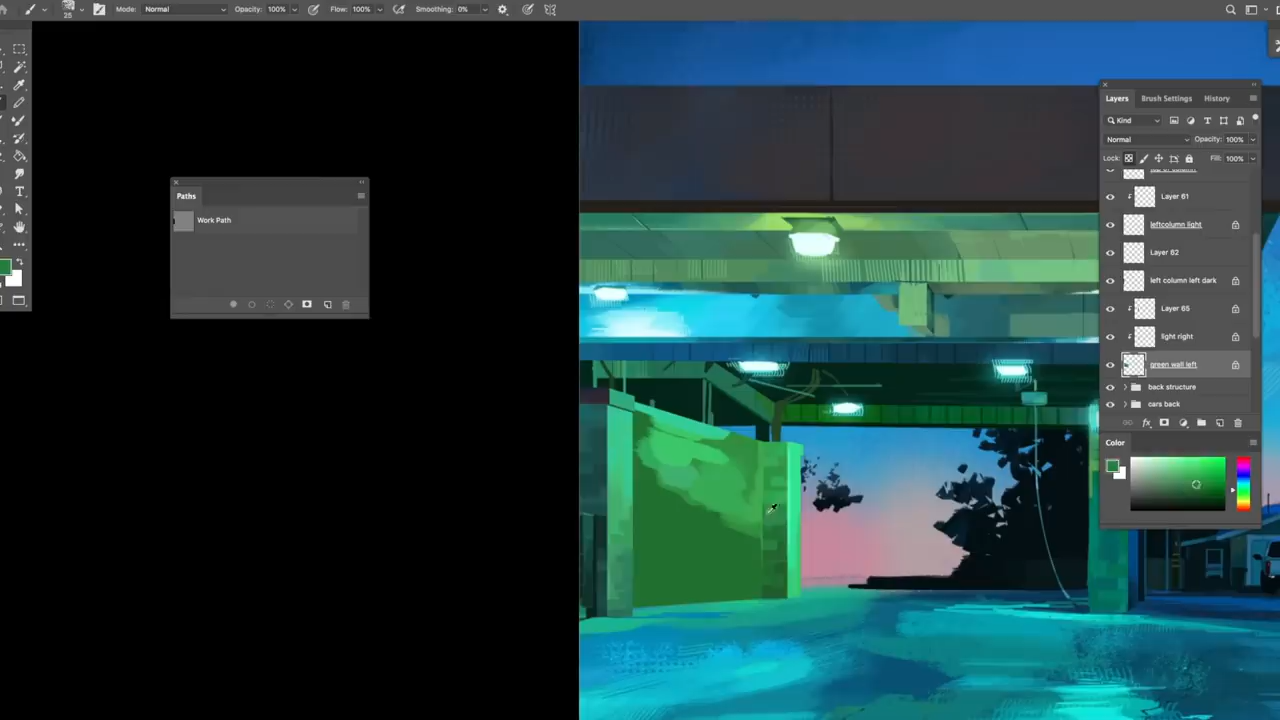 25 Mode: Normal Opacity: 100% Flow: 100% Smoothing: 0%
Paths
Work Path
Layers Brush Settings History
Kind
Normal Opacity: 100%
Lock: Fill: 100%
Layer 61
leftcolumn light
Layer 82
left column left dark
Layer 65
light right
green wall left
back structure
cars back
fx
Color